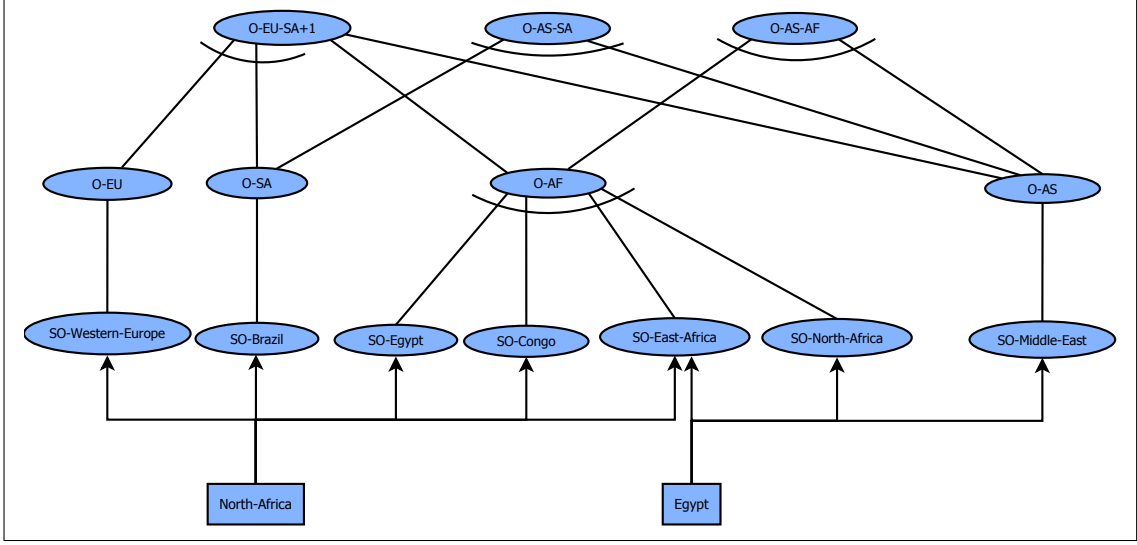 O-EU-SA+1
O-AS-SA
O-AS-AF
O-EU
O-SA
O-AF
O-AS
SO-Western-Europe
SO-Brazil
SO-Egypt
SO-Congo
SO-East-Africa
SO-North-Africa
SO-Middle-East
North-Africa
Egypt